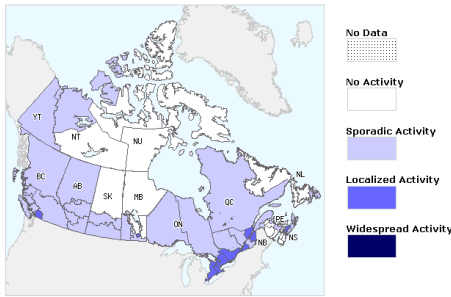 No Data
No Activity
Sporadic Activity
Localized Activity
Widespread Activity
YT
NT
NU
BC
AB
SK
MB
ON
QC
NL
PE
NB
NS